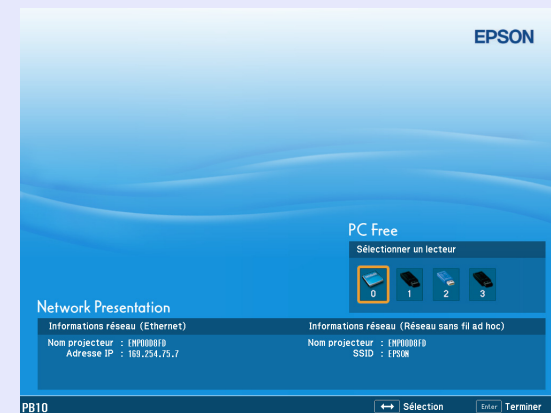 EPSON
PC Free
Sélectionner un lecteur
0 1 2 3
Network Presentation
Informations réseau (Ethernet)
Nom projecteur : EMP00D8FD
Adresse IP : 169.254.75.7
Informations réseau (Réseau sans fil ad hoc)
Nom projecteur : EMP00D8FD
SSID : EPSON
PB10
Sélection
Enter Terminer